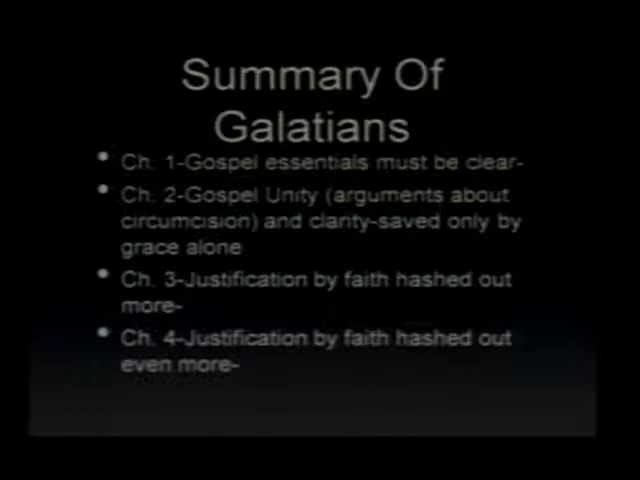 Summary Of
Galatians
• Ch. 1-Gospel essentials must be clear-
• Ch. 2-Gospel Unity (arguments about
circumcision) and clarity-saved only by
grace alone
• Ch. 3-Justification by faith hashed out
more-
• Ch. 4-Justification by faith hashed out
even more-